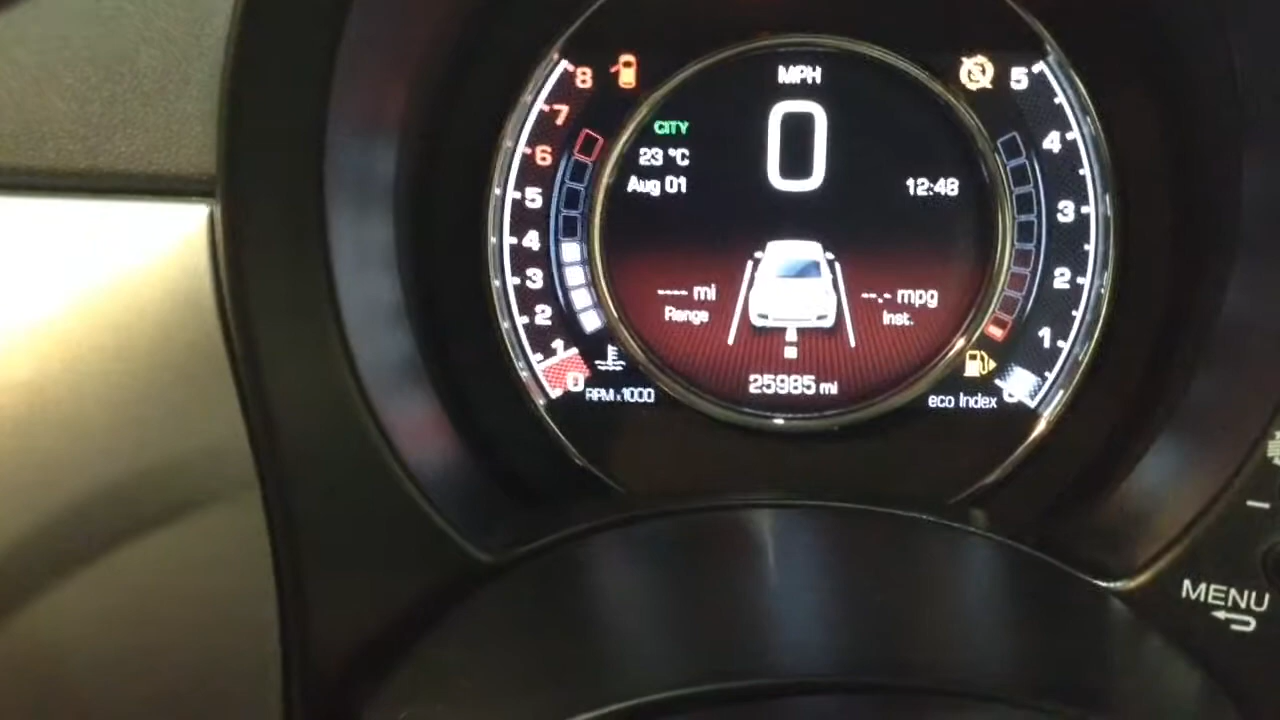 MPH
0
CITY
23 °C
Aug 01
12:48
---- mi
Range
--.- mpg
Inst.
25985 mi
8
7
6
5
4
3
2
1
0
RPM x1000
5
4
3
2
1
eco Index
MENU